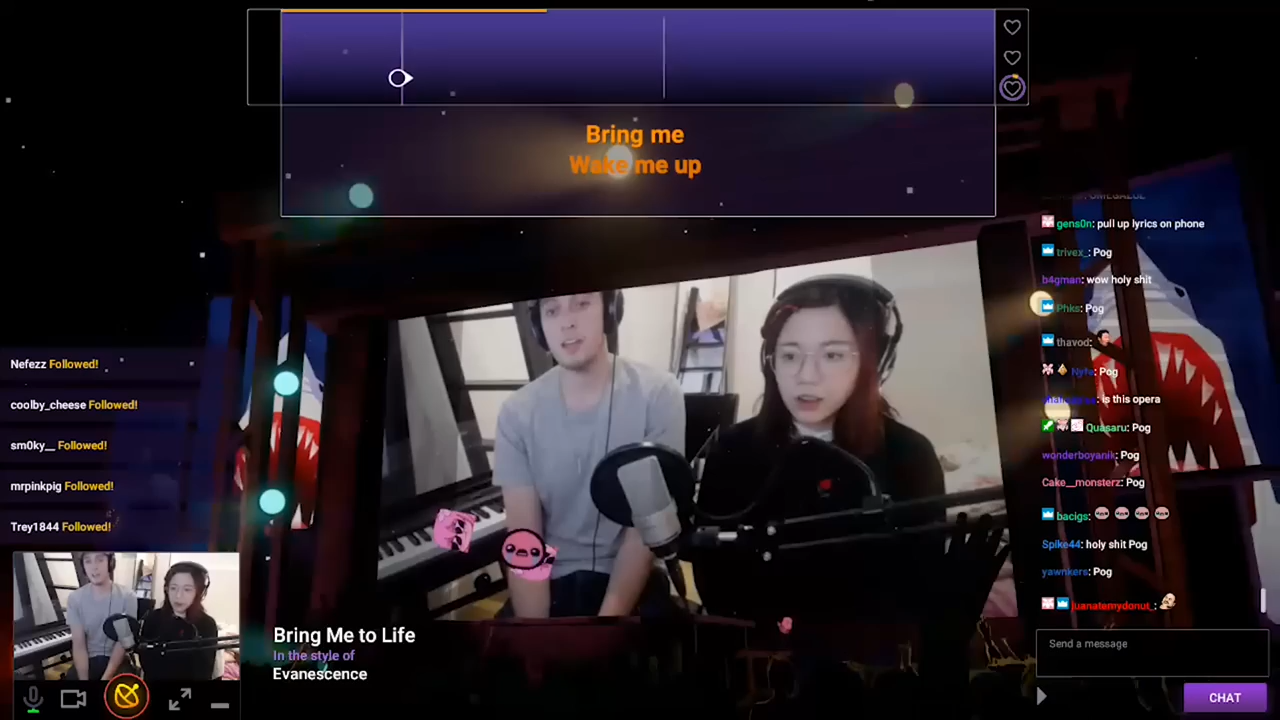 Bring me
Wake me up
gens0n: pull up lyrics on phone
trivex_: Pog
b4gman: wow holy shit
Phks: Pog
thavod:
Nyfe: Pog
: is this opera
Quasaru: Pog
wonderboyanik: Pog
Cake__monsterz: Pog
bacigs:
Spike44: holy shit Pog
yawnkers: Pog
juanatemydonut_:
Send a message
CHAT
Nefezz Followed!
coolby_cheese Followed!
sm0ky__ Followed!
mrpinkpig Followed!
Trey1844 Followed!
Bring Me to Life
In the style of
Evanescence